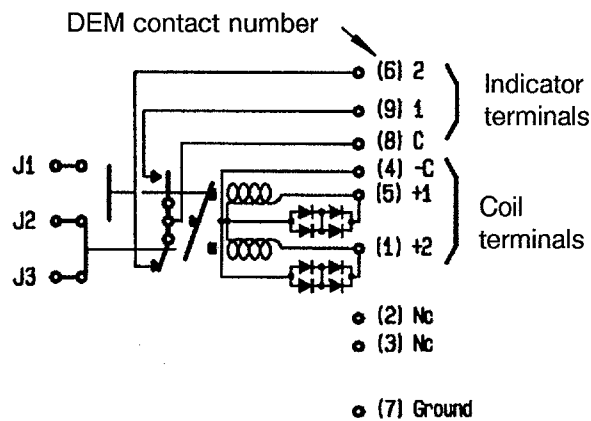 DEM contact number
(6) 2
(9) 1
(8) C
Indicator
terminals
(4) -C
(5) +1
(1) +2
Coil
terminals
J1
J2
J3
(2) Nc
(3) Nc
(7) Ground